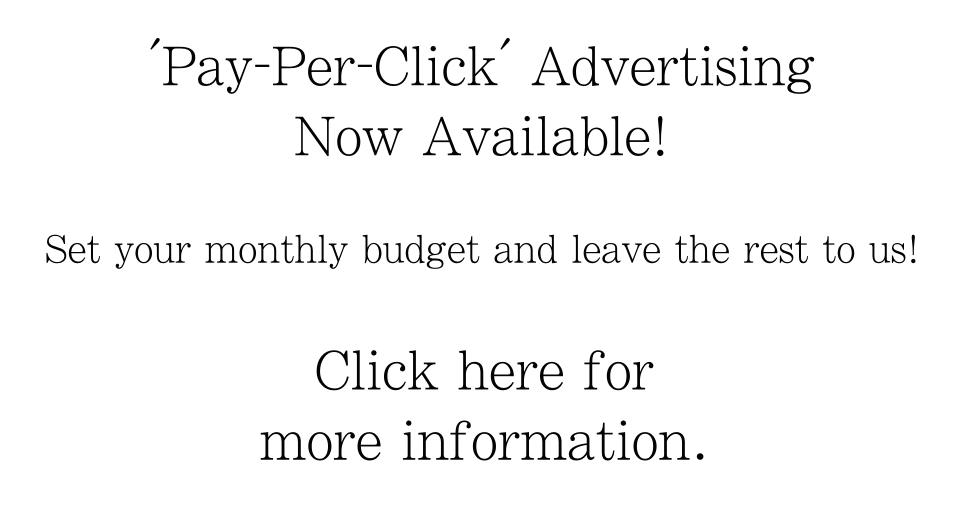 ´Pay-Per-Click´ Advertising
Now Available!
Set your monthly budget and leave the rest to us!
Click here for
more information.